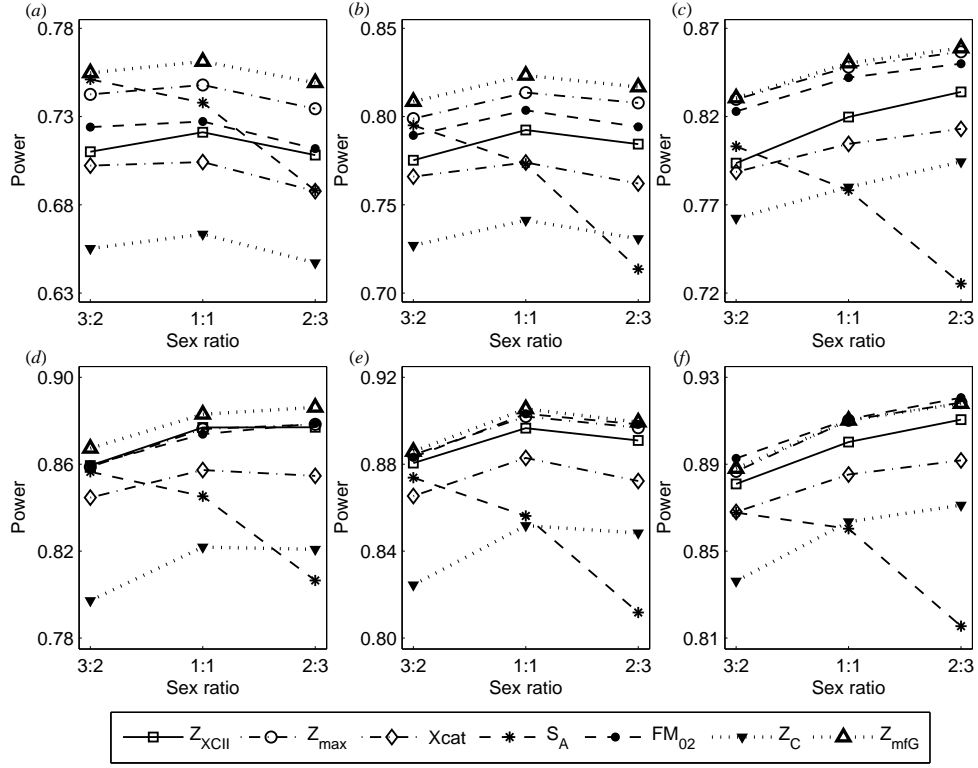 (a) (b) (c)
0.78 0.85 0.87
0.73 0.80 0.82
Power Power Power
0.68 0.75 0.77
0.63 0.70 0.72
3:2 1:1 2:3 3:2 1:1 2:3 3:2 1:1 2:3
Sex ratio Sex ratio Sex ratio
(d) (e) (f)
0.90 0.92 0.93
0.86 0.88 0.89
Power Power Power
0.82 0.84 0.85
0.78 0.80 0.81
3:2 1:1 2:3 3:2 1:1 2:3 3:2 1:1 2:3
Sex ratio Sex ratio Sex ratio
Z_XCII Z_max Xcat S_A FM_02 Z_C Z_mfG